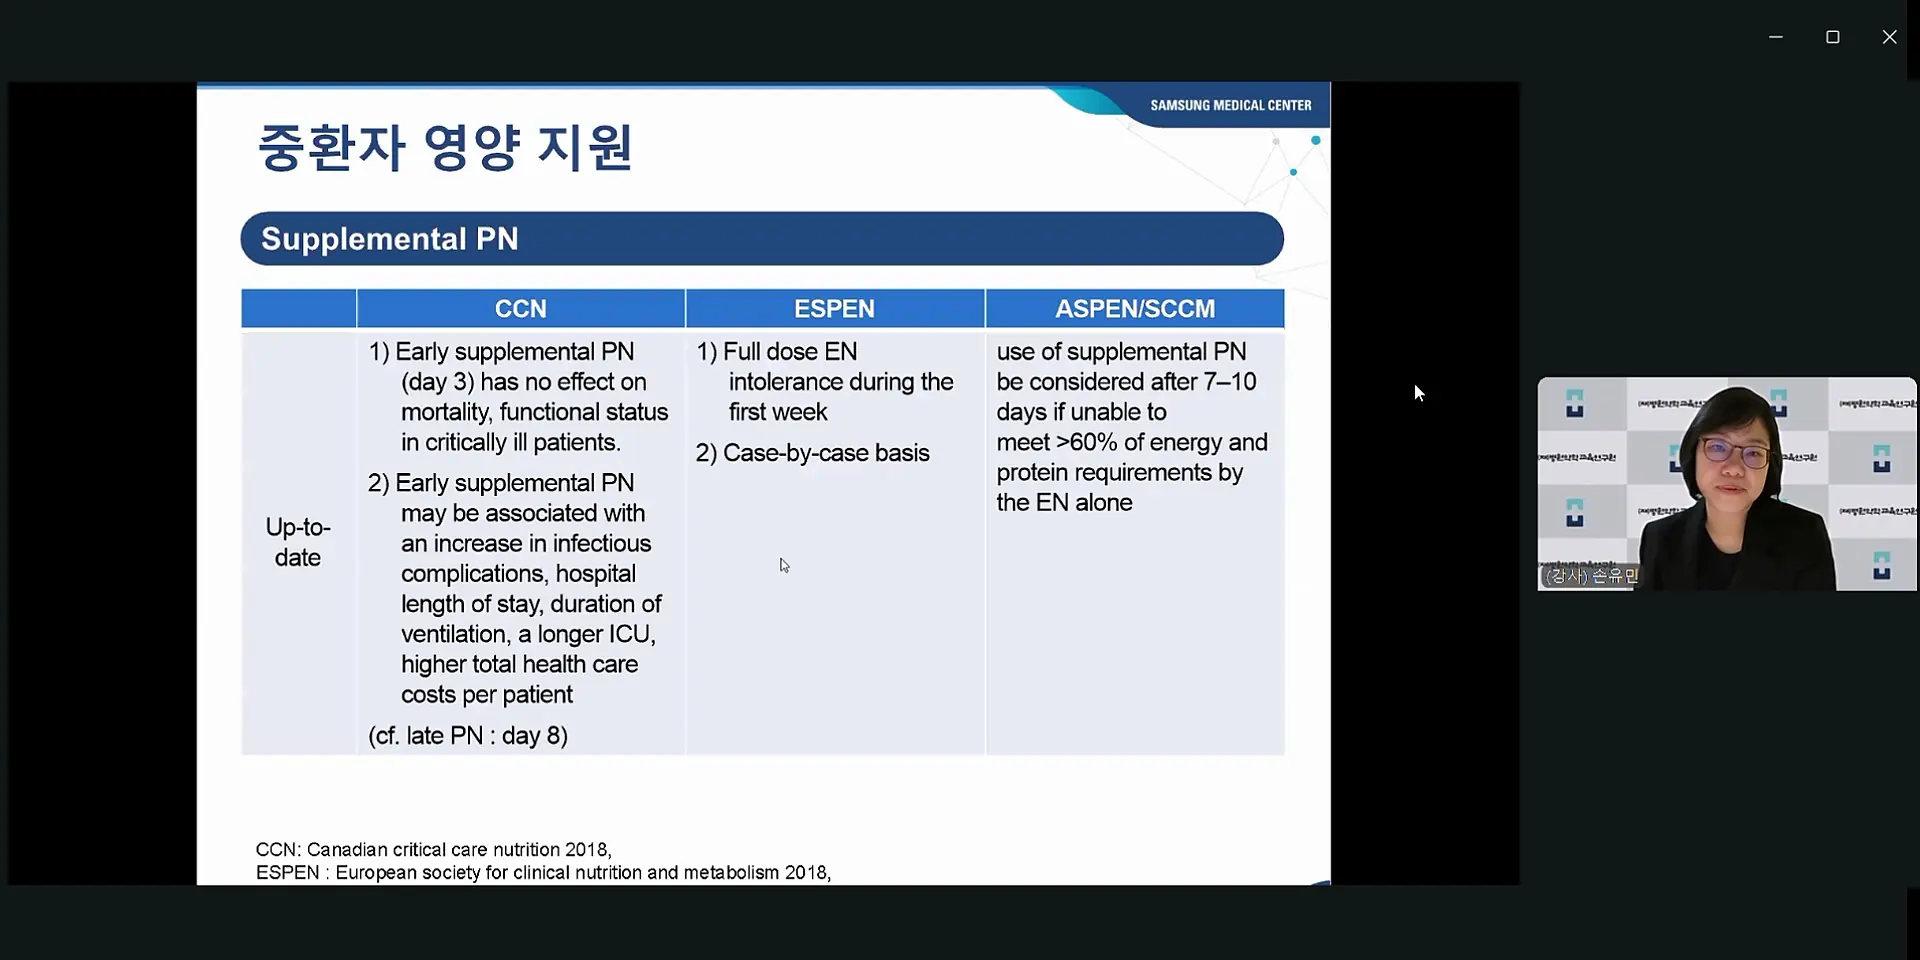 SAMSUNG MEDICAL CENTER
중환자 영양 지원
Supplemental PN
CCN
ESPEN
ASPEN/SCCM
Up-to-
date
1) Early supplemental PN
(day 3) has no effect on
mortality, functional status
in critically ill patients.
2) Early supplemental PN
may be associated with
an increase in infectious
complications, hospital
length of stay, duration of
ventilation, a longer ICU,
higher total health care
costs per patient
(cf. late PN : day 8)
1) Full dose EN
intolerance during the
first week
2) Case-by-case basis
use of supplemental PN
be considered after 7–10
days if unable to
meet >60% of energy and
protein requirements by
the EN alone
CCN: Canadian critical care nutrition 2018,
ESPEN : European society for clinical nutrition and metabolism 2018,
(강사) 손유민